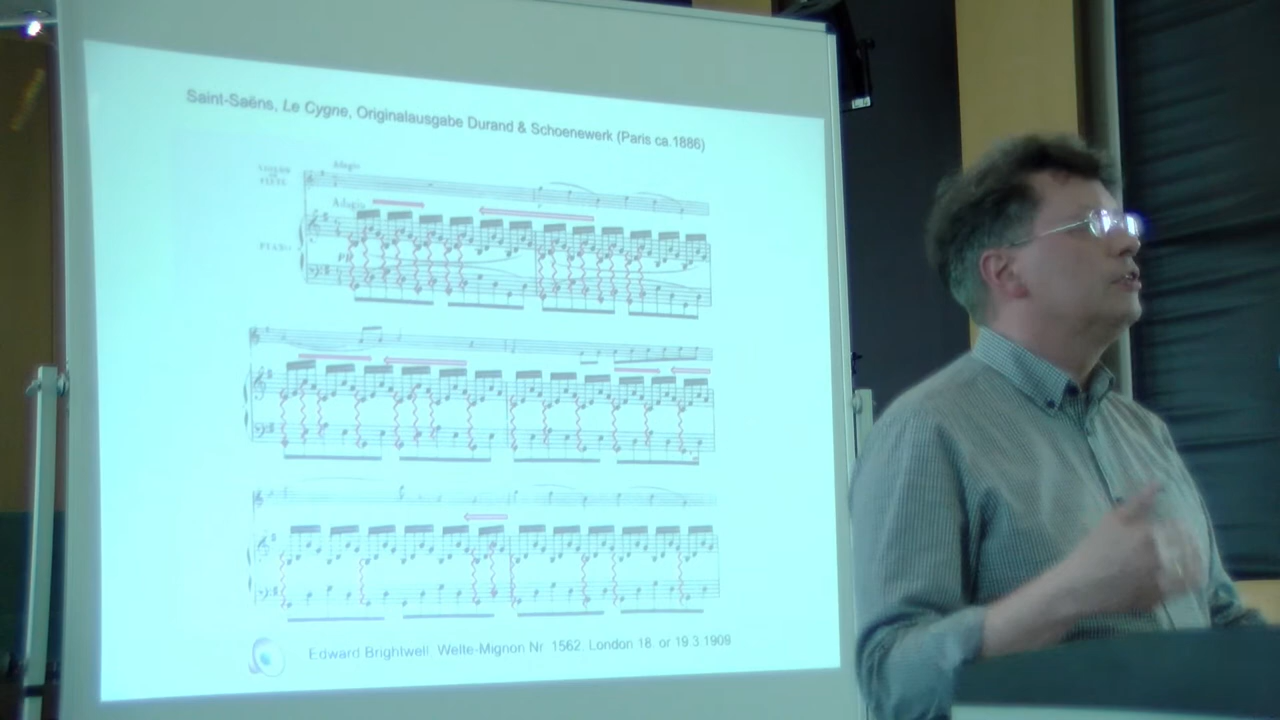 Saint-Saëns, Le Cygne, Originalausgabe Durand & Schoenewerk (Paris ca.1886)
Adagio
Adagio
PIANO
pp
Edward Brightwell. Welte-Mignon Nr. 1562. London 18. or 19.3.1909